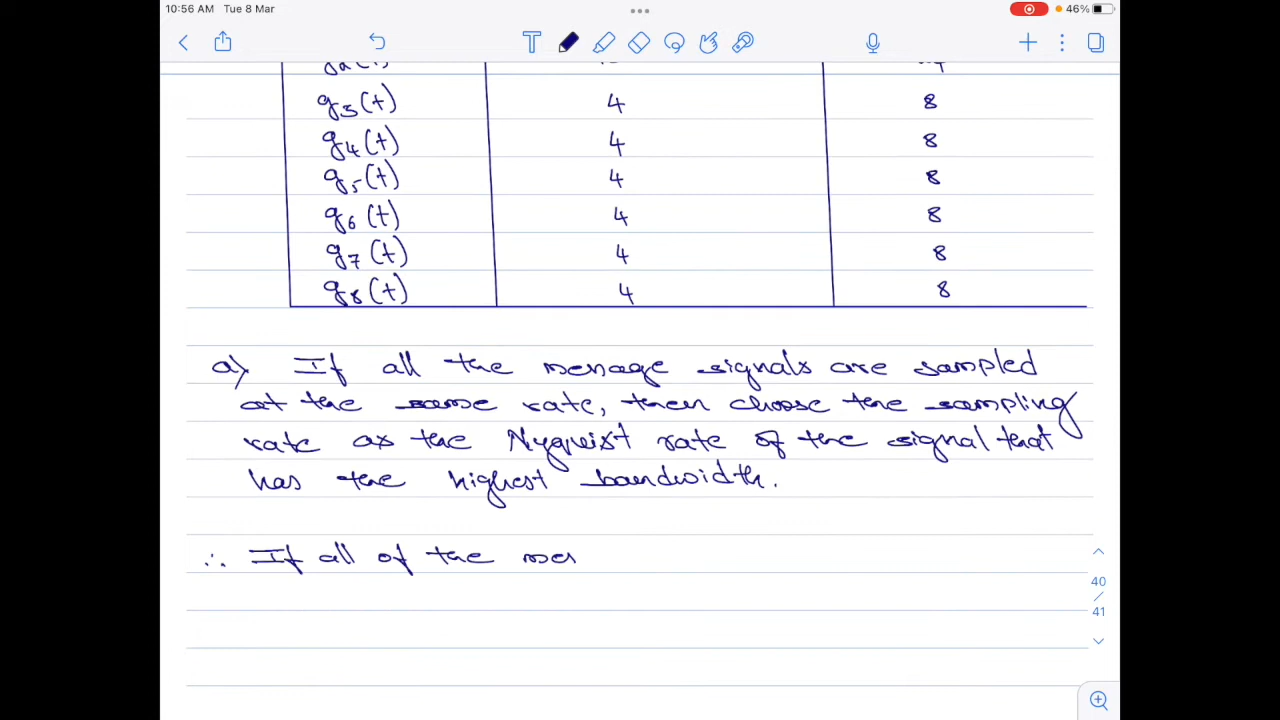 10:56 AM Tue 8 Mar
46%
T
g3(t) 4 8
g4(t) 4 8
g5(t) 4 8
g6(t) 4 8
g7(t) 4 8
g8(t) 4 8
a) If all the message signals are sampled
at the same rate, then choose the sampling
rate as the Nyquist rate of the signal that
has the highest bandwidth.
∴ If all of the mes
40
/
41